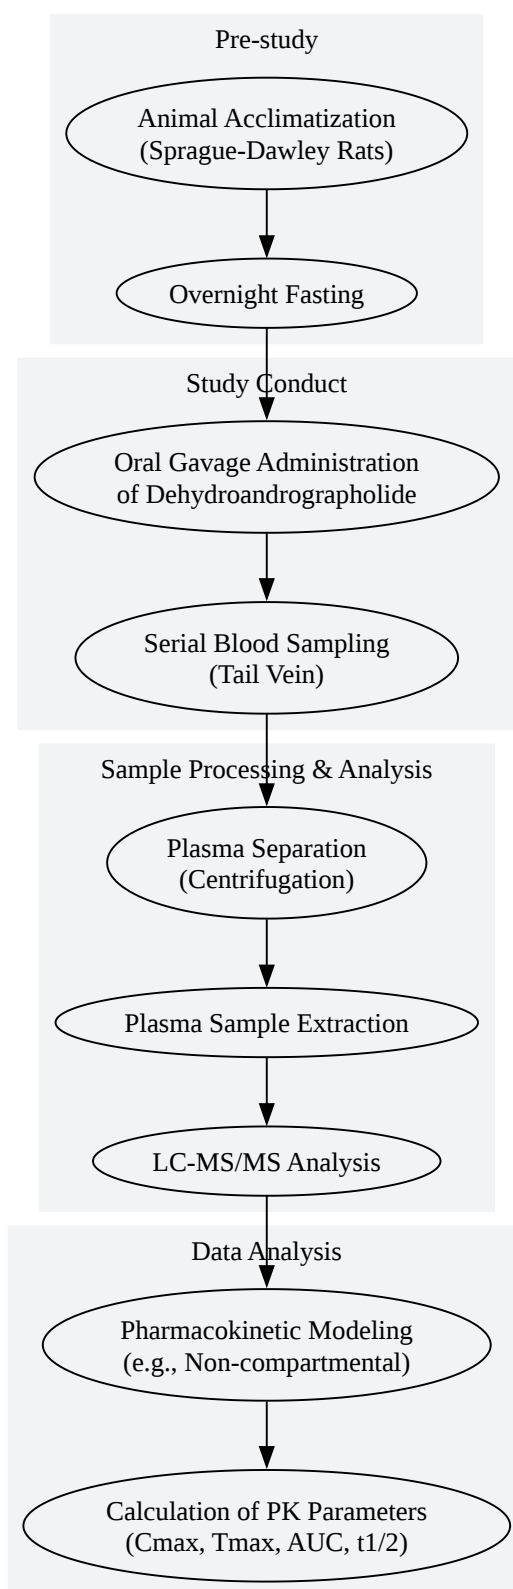 Pre-study
Animal Acclimatization
(Sprague-Dawley Rats)
Overnight Fasting
Study Conduct
Oral Gavage Administration
of Dehydroandrographolide
Serial Blood Sampling
(Tail Vein)
Sample Processing & Analysis
Plasma Separation
(Centrifugation)
Plasma Sample Extraction
LC-MS/MS Analysis
Data Analysis
Pharmacokinetic Modeling
(e.g., Non-compartmental)
Calculation of PK Parameters
(Cmax, Tmax, AUC, t1/2)